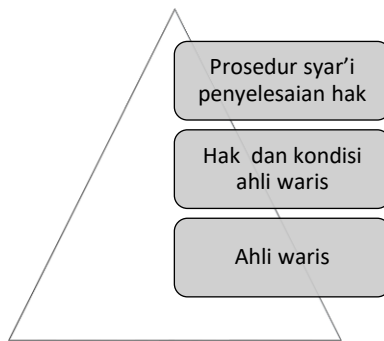 Prosedur syar’i
penyelesaian hak
Hak  dan kondisi
ahli waris
Ahli waris